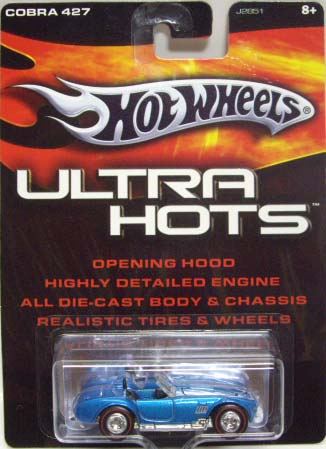 COBRA 427
J2851
8+
HOT WHEELS®
ULTRA
HOTS™
OPENING HOOD
HIGHLY DETAILED ENGINE
ALL DIE-CAST BODY & CHASSIS
REALISTIC TIRES & WHEELS